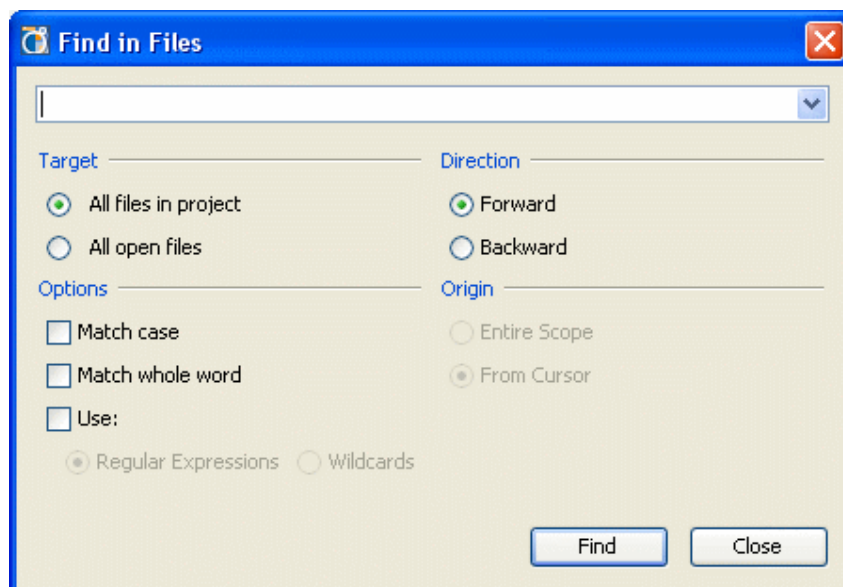 Find in Files
Target
All files in project
All open files
Direction
Forward
Backward
Options
Match case
Match whole word
Use:
Regular Expressions Wildcards
Origin
Entire Scope
From Cursor
Find Close